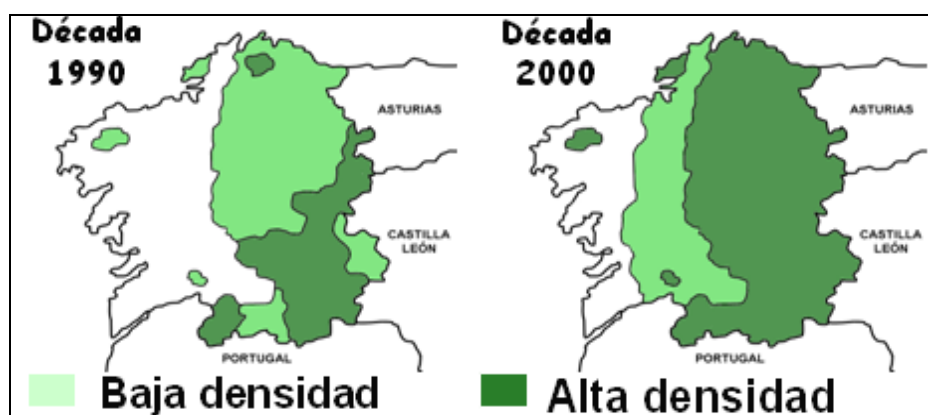 Década
1990
ASTURIAS
CASTILLA
LEÓN
PORTUGAL
Década
2000
ASTURIAS
CASTILLA
LEÓN
PORTUGAL
Baja densidad
Alta densidad